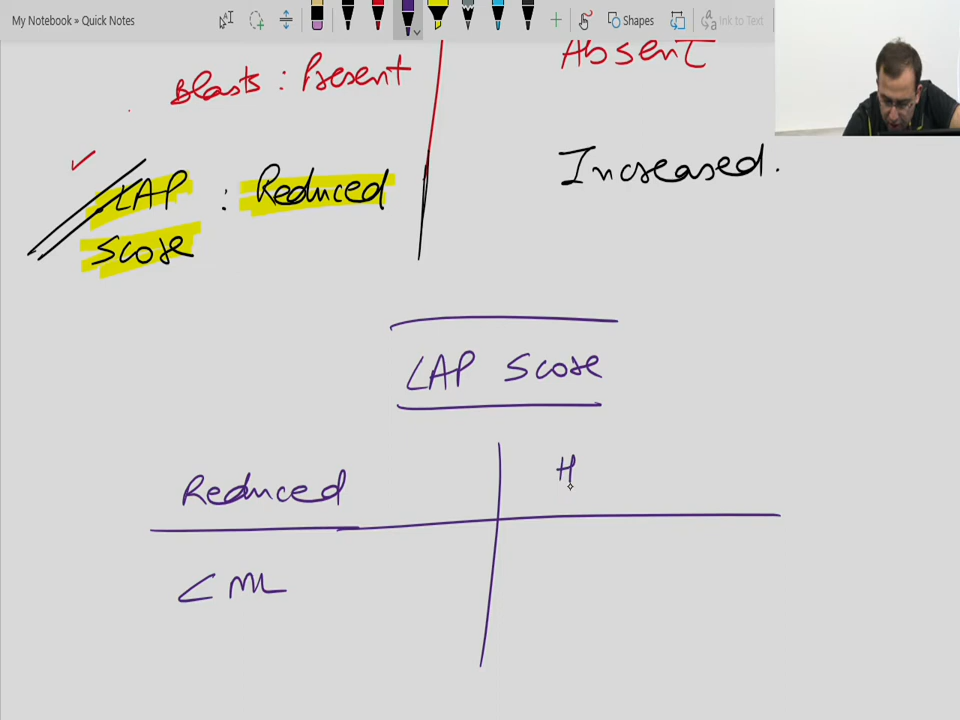 My Notebook » Quick Notes
Shapes
Ink to Text
Absent
Blasts : Present
LAP : Reduced
Increased.
Score
LAP Score
Reduced
H
CML